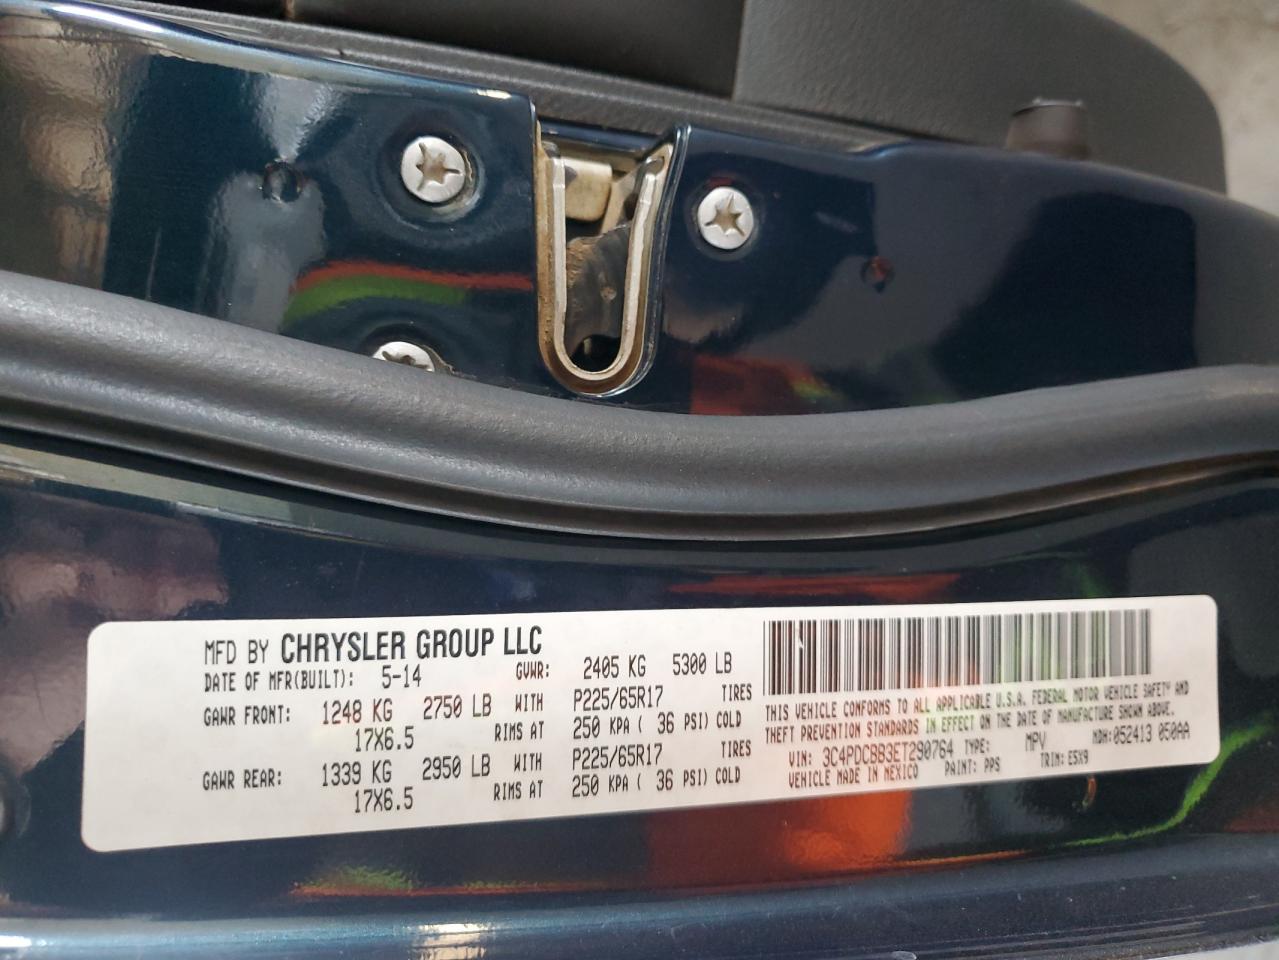 MFD BY CHRYSLER GROUP LLC
DATE OF MFR(BUILT): 5-14 GVWR: 2405 KG 5300 LB
GAWR FRONT: 1248 KG 2750 LB WITH P225/65R17 TIRES
17X6.5 RIMS AT 250 KPA ( 36 PSI) COLD
GAWR REAR: 1339 KG 2950 LB WITH P225/65R17 TIRES
17X6.5 RIMS AT 250 KPA ( 36 PSI) COLD
THIS VEHICLE CONFORMS TO ALL APPLICABLE U.S.A. FEDERAL MOTOR VEHICLE SAFETY AND
THEFT PREVENTION STANDARDS IN EFFECT ON THE DATE OF MANUFACTURE SHOWN ABOVE.
VIN: 3C4PDCBB3ET290764 TYPE: MPV MDH: 052413 050AA
VEHICLE MADE IN MEXICO PAINT: PPS TRIM: E5X9